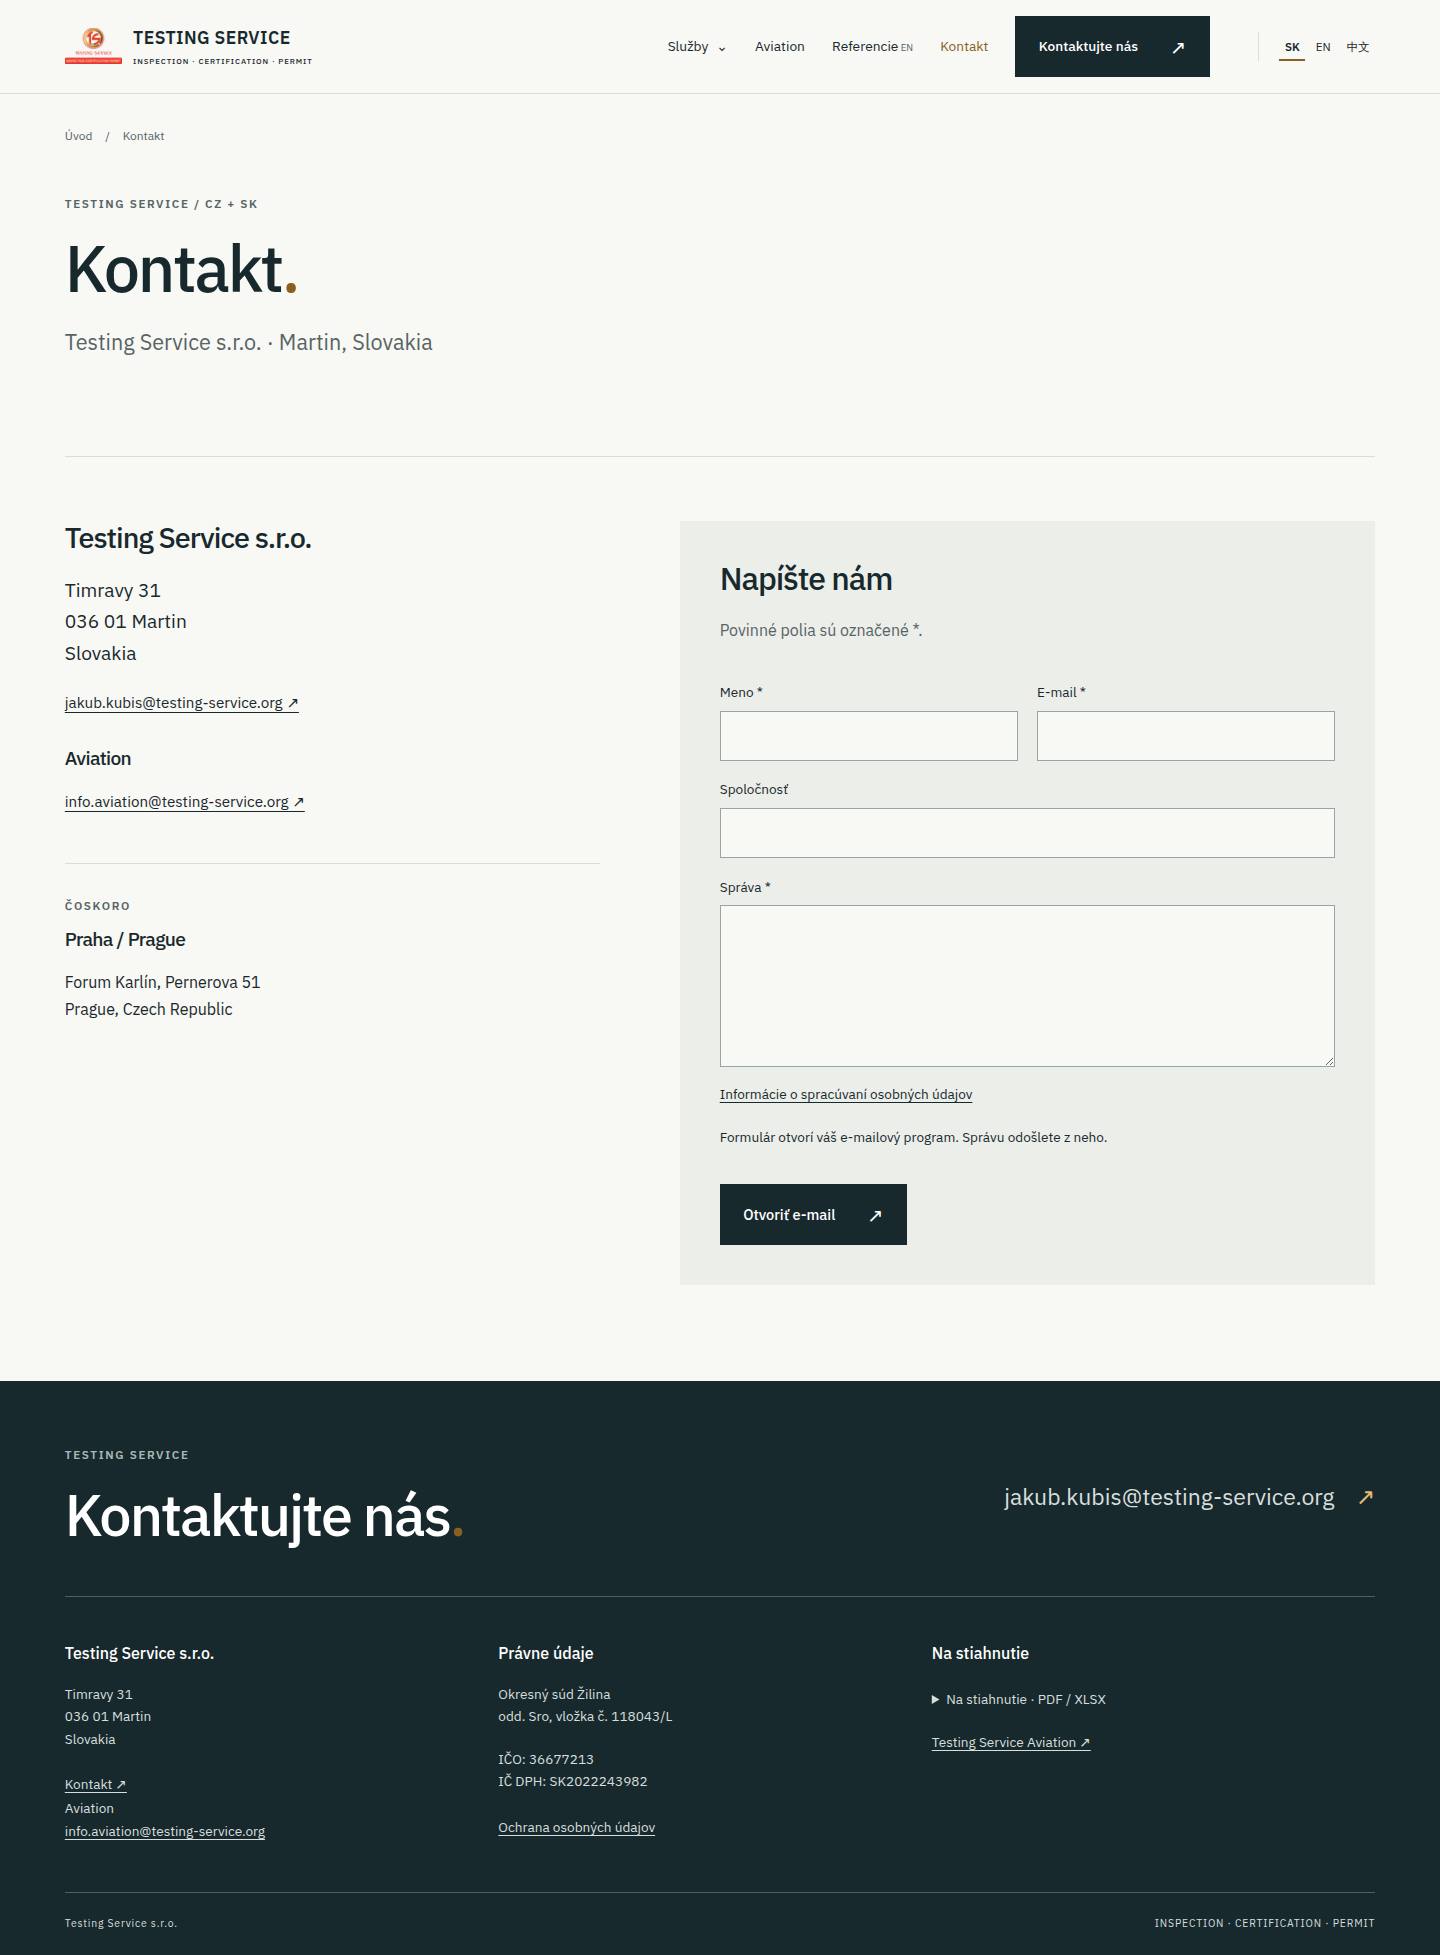 TESTING SERVICE
INSPECTION · CERTIFICATION · PERMIT
Služby
Aviation
Referencie EN
Kontakt
Kontaktujte nás ↗
SK
EN
中文
Úvod / Kontakt
TESTING SERVICE / CZ + SK
Kontakt.
Testing Service s.r.o. · Martin, Slovakia
Testing Service s.r.o.
Timravy 31
036 01 Martin
Slovakia
jakub.kubis@testing-service.org ↗
Aviation
info.aviation@testing-service.org ↗
ČOSKORO
Praha / Prague
Forum Karlín, Pernerova 51
Prague, Czech Republic
Napíšte nám
Povinné polia sú označené *.
Meno *
E-mail *
Spoločnosť
Správa *
Informácie o spracúvaní osobných údajov
Formulár otvorí váš e-mailový program. Správu odošlete z neho.
Otvoriť e-mail ↗
TESTING SERVICE
Kontaktujte nás.
jakub.kubis@testing-service.org ↗
Testing Service s.r.o.
Timravy 31
036 01 Martin
Slovakia
Kontakt ↗
Aviation
info.aviation@testing-service.org
Právne údaje
Okresný súd Žilina
odd. Sro, vložka č. 118043/L
IČO: 36677213
IČ DPH: SK2022243982
Ochrana osobných údajov
Na stiahnutie
Na stiahnutie · PDF / XLSX
Testing Service Aviation ↗
Testing Service s.r.o.
INSPECTION · CERTIFICATION · PERMIT